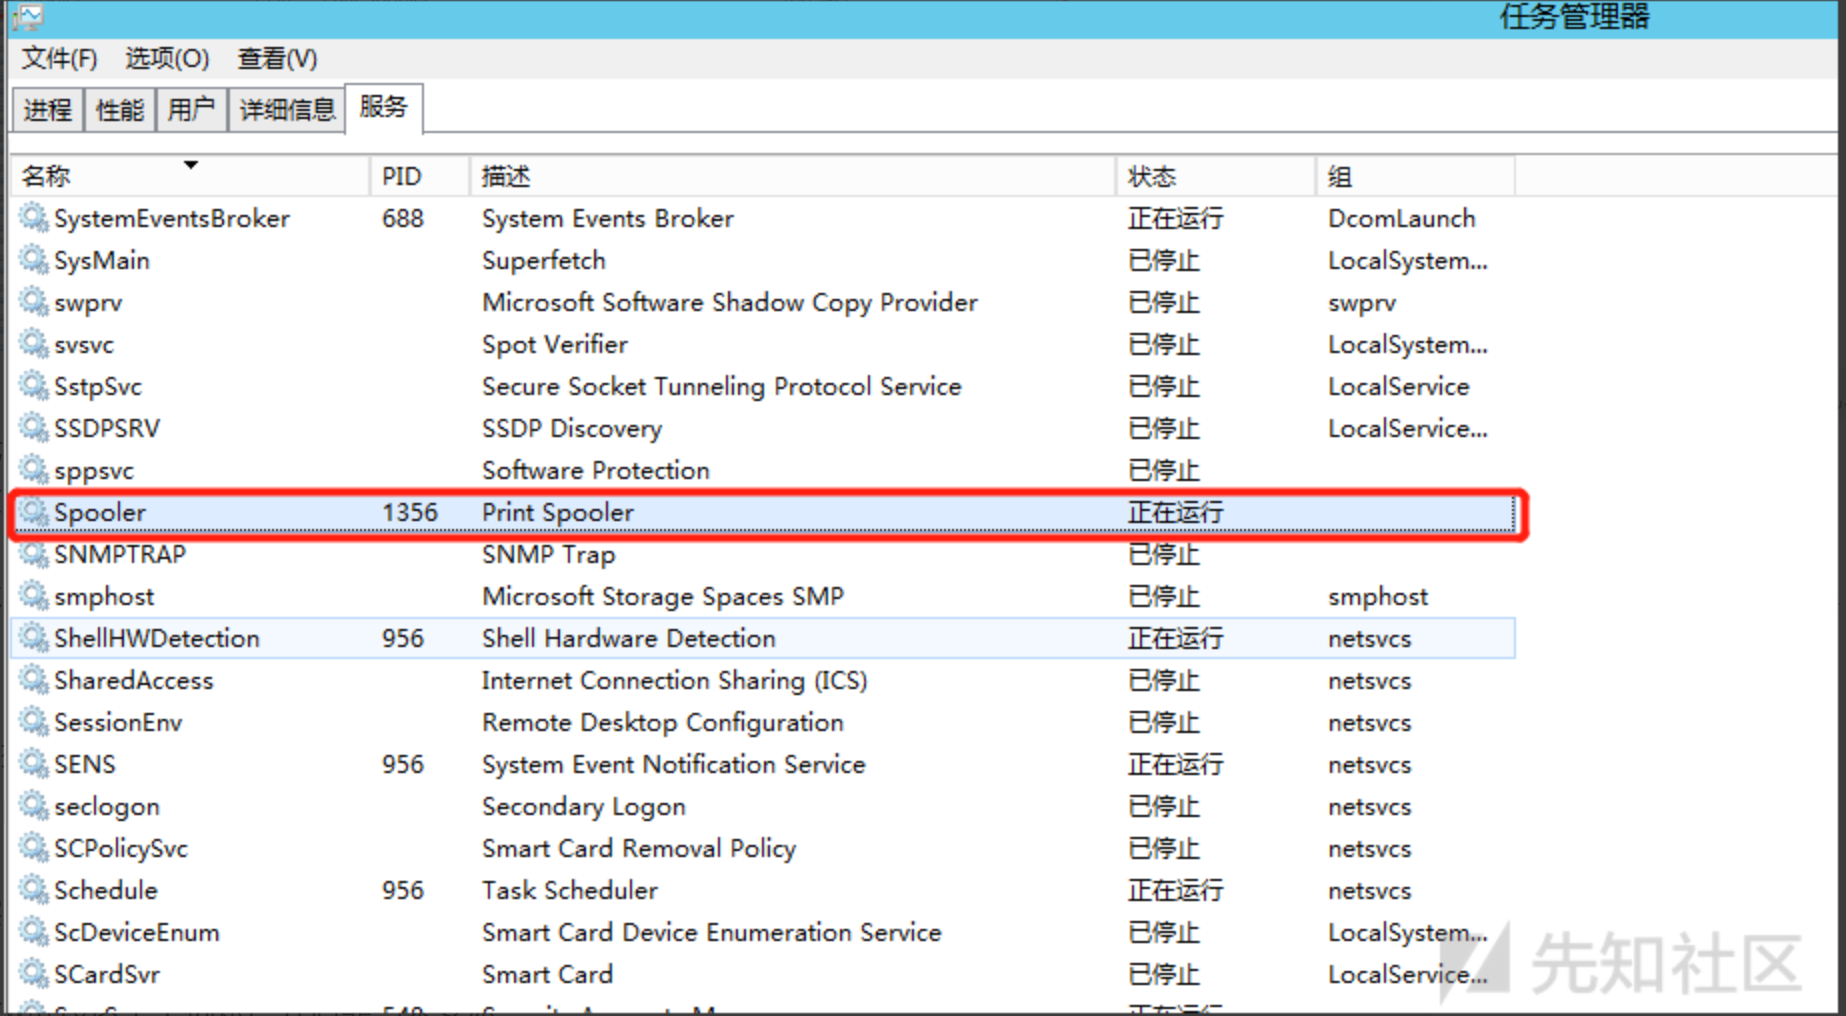 任务管理器
文件(F) 选项(O) 查看(V)
进程 性能 用户 详细信息 服务
名称 PID 描述 状态 组
SystemEventsBroker 688 System Events Broker 正在运行 DcomLaunch
SysMain Superfetch 已停止 LocalSystem...
swprv Microsoft Software Shadow Copy Provider 已停止 swprv
svsvc Spot Verifier 已停止 LocalSystem...
SstpSvc Secure Socket Tunneling Protocol Service 已停止 LocalService
SSDPSRV SSDP Discovery 已停止 LocalService...
sppsvc Software Protection 已停止
Spooler 1356 Print Spooler 正在运行
SNMPTRAP SNMP Trap 已停止
smphost Microsoft Storage Spaces SMP 已停止 smphost
ShellHWDetection 956 Shell Hardware Detection 正在运行 netsvcs
SharedAccess Internet Connection Sharing (ICS) 已停止 netsvcs
SessionEnv Remote Desktop Configuration 已停止 netsvcs
SENS 956 System Event Notification Service 正在运行 netsvcs
seclogon Secondary Logon 已停止 netsvcs
SCPolicySvc Smart Card Removal Policy 已停止 netsvcs
Schedule 956 Task Scheduler 正在运行 netsvcs
ScDeviceEnum Smart Card Device Enumeration Service 已停止 LocalSystem...
SCardSvr Smart Card 已停止 LocalService...
先知社区